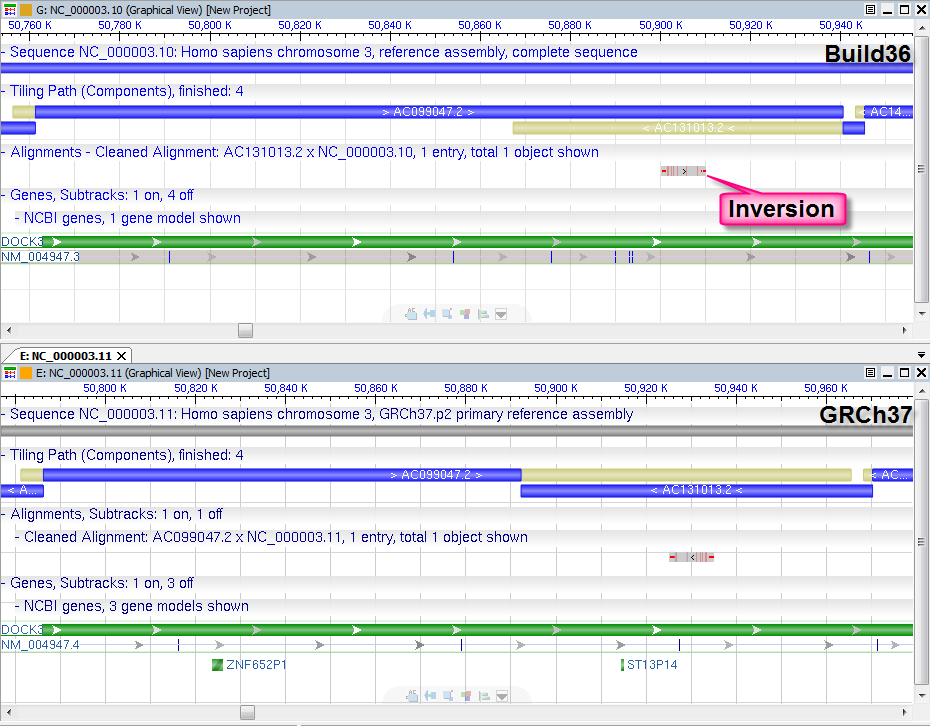 G: NC_000003.10 (Graphical View) [New Project]
50,760 K 50,780 K 50,800 K 50,820 K 50,840 K 50,860 K 50,880 K 50,900 K 50,920 K 50,940 K
- Sequence NC_000003.10: Homo sapiens chromosome 3, reference assembly, complete sequence
Build36
- Tiling Path (Components), finished: 4
> AC099047.2 > < AC14...
< AC131013.2 <
- Alignments - Cleaned Alignment: AC131013.2 x NC_000003.10, 1 entry, total 1 object shown
Inversion
- Genes, Subtracks: 1 on, 4 off
- NCBI genes, 1 gene model shown
DOCK3
NM_004947.3
E: NC_000003.11
E: NC_000003.11 (Graphical View) [New Project]
50,800 K 50,820 K 50,840 K 50,860 K 50,880 K 50,900 K 50,920 K 50,940 K 50,960 K
- Sequence NC_000003.11: Homo sapiens chromosome 3, GRCh37.p2 primary reference assembly
GRCh37
- Tiling Path (Components), finished: 4
> AC099047.2 > < AC...
< A... < AC131013.2 <
- Alignments, Subtracks: 1 on, 1 off
- Cleaned Alignment: AC099047.2 x NC_000003.11, 1 entry, total 1 object shown
- Genes, Subtracks: 1 on, 3 off
- NCBI genes, 3 gene models shown
DOCK3
NM_004947.4
ZNF652P1 ST13P14